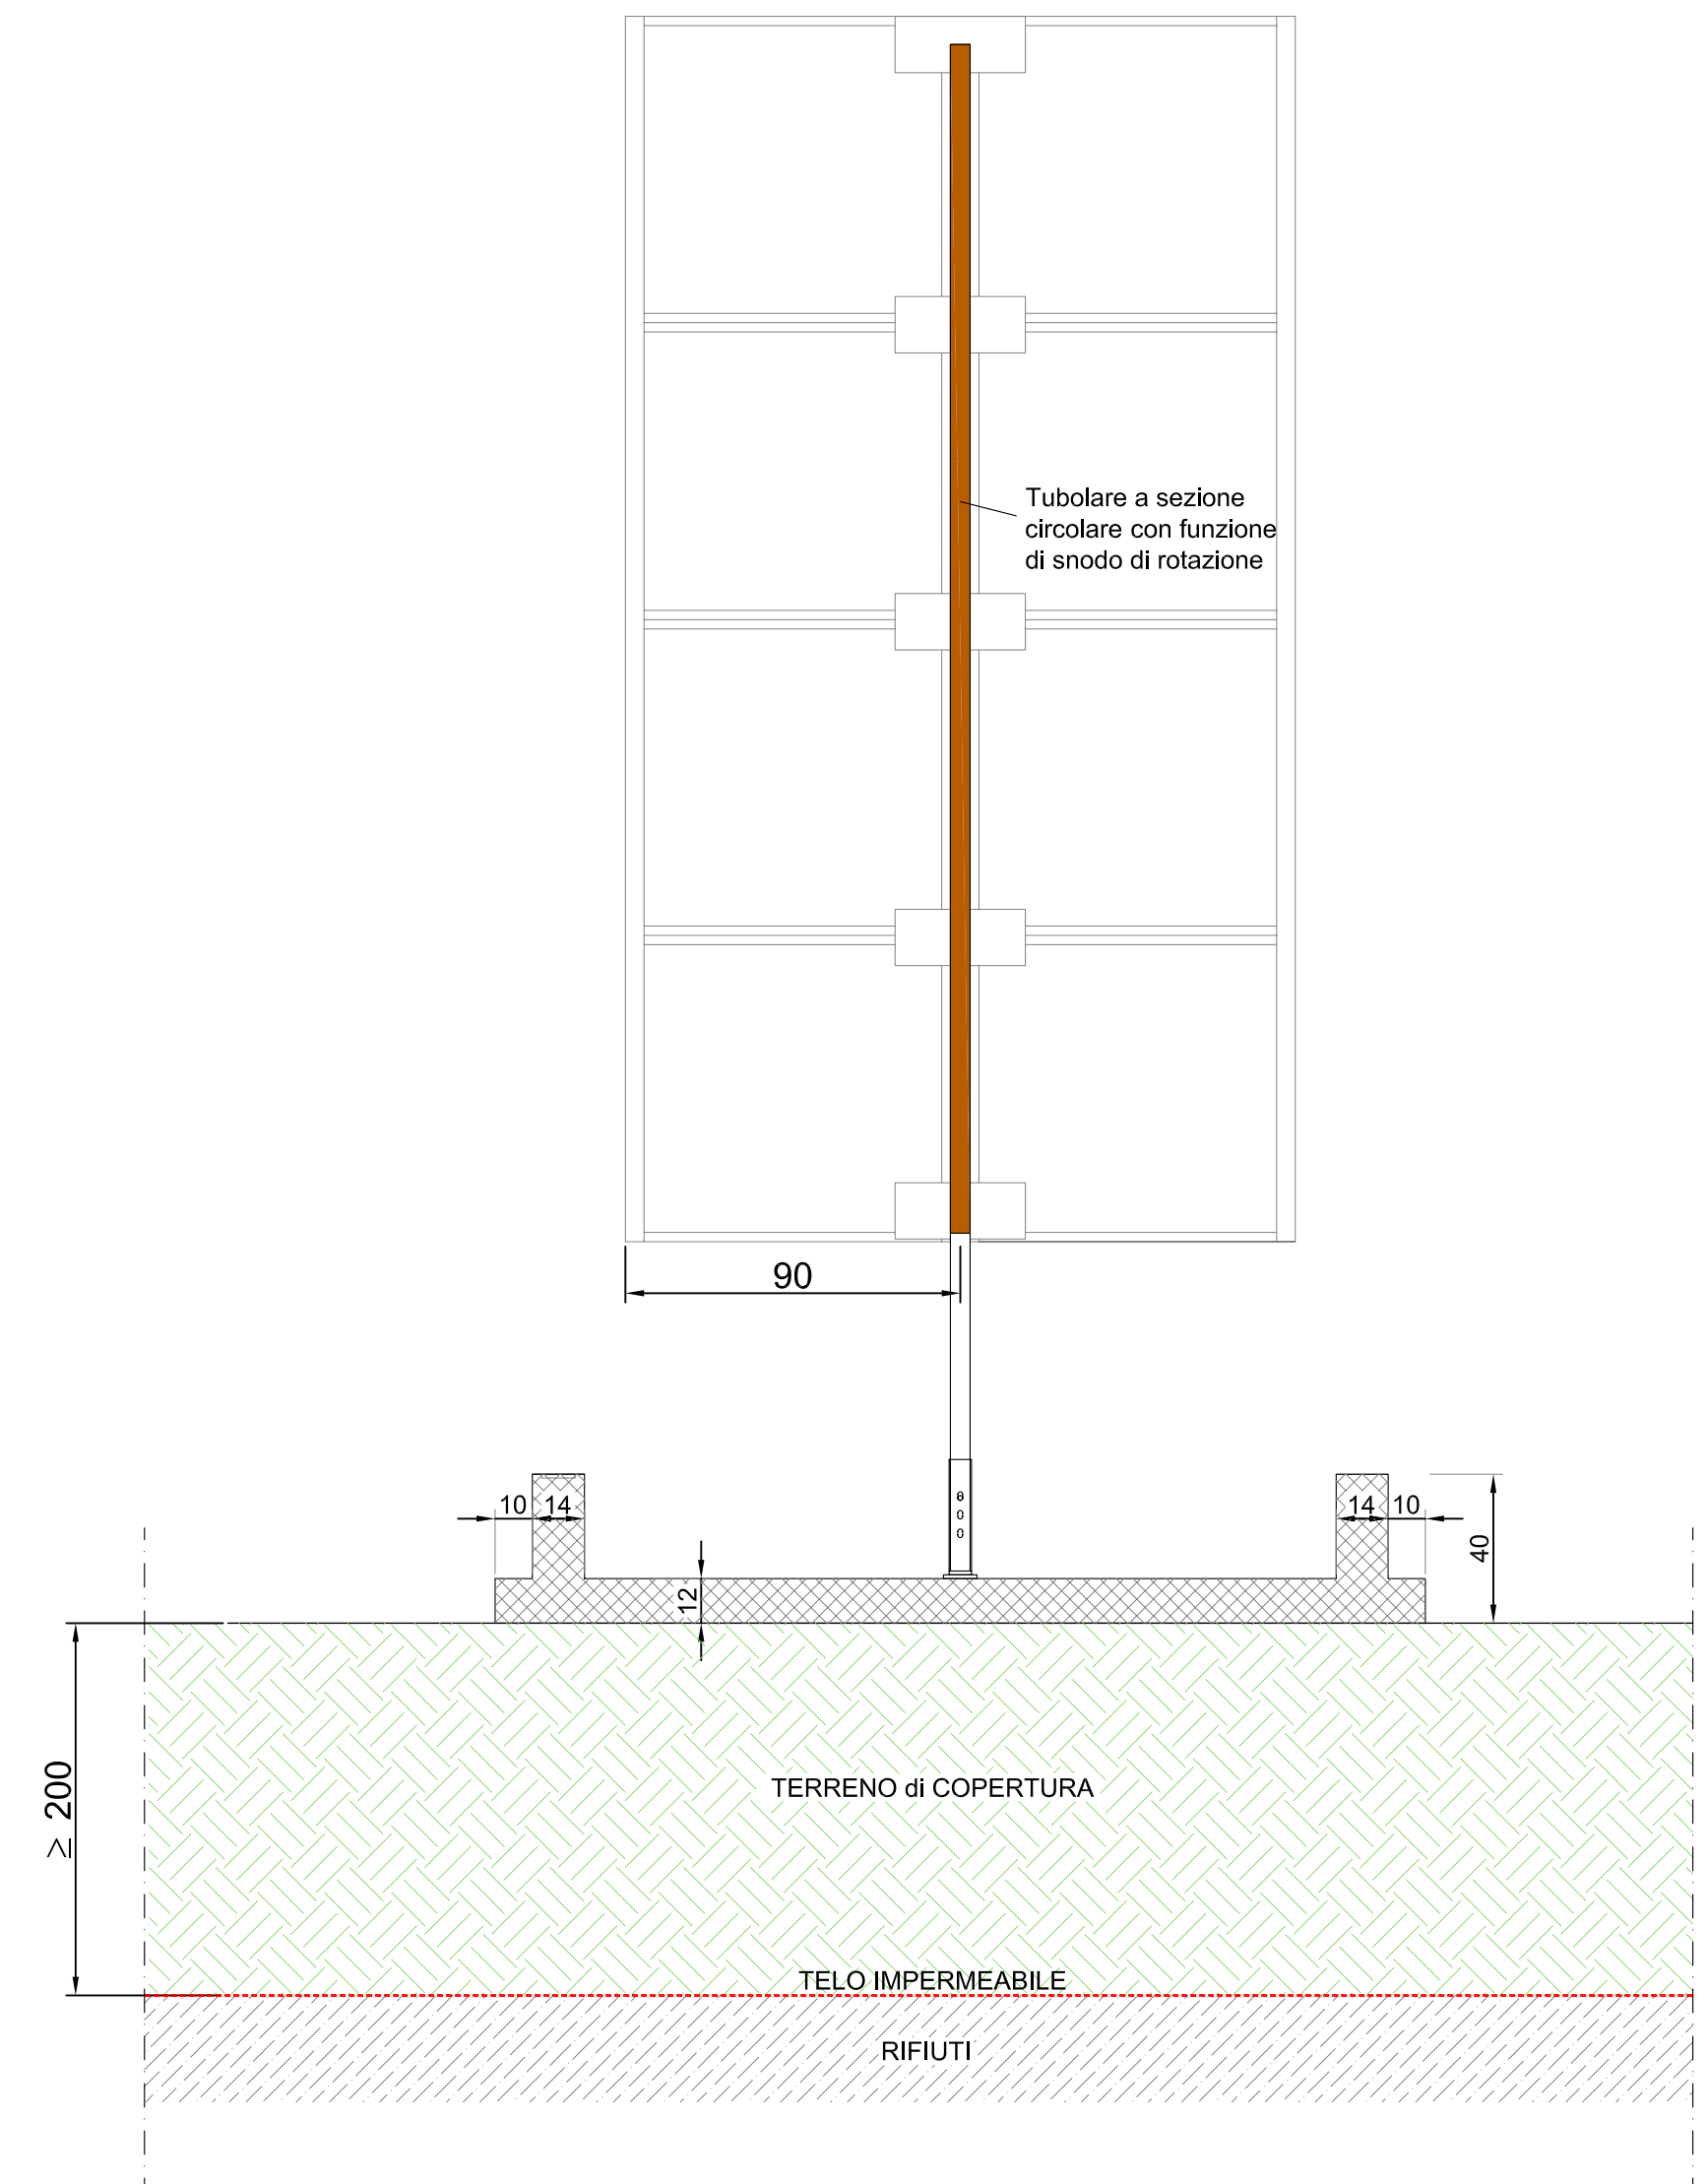 Tubolare a sezione
circolare con funzione
di snodo di rotazione
90
10 14
14 10
40
12
≥ 200
TERRENO di COPERTURA
TELO IMPERMEABILE
RIFIUTI